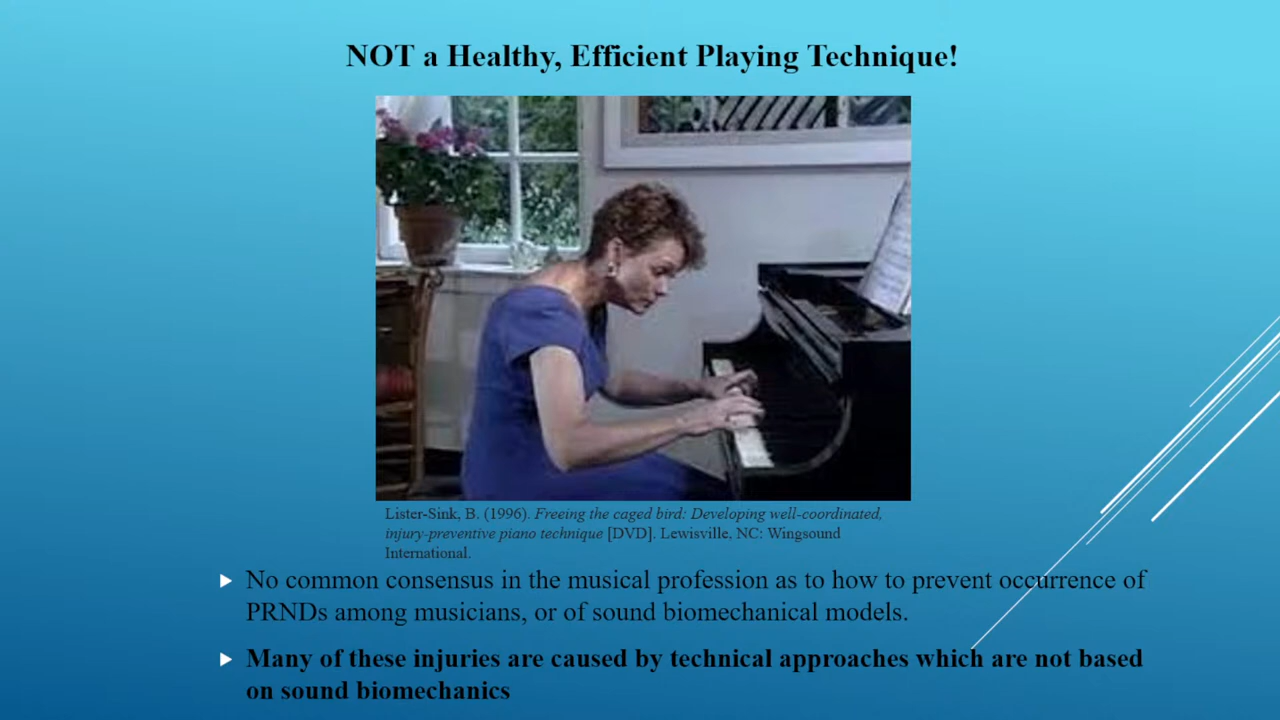 NOT a Healthy, Efficient Playing Technique!
Lister-Sink, B. (1996). Freeing the caged bird: Developing well-coordinated,
injury-preventive piano technique [DVD]. Lewisville, NC: Wingsound
International.
No common consensus in the musical profession as to how to prevent occurrence of
PRNDs among musicians, or of sound biomechanical models.
Many of these injuries are caused by technical approaches which are not based
on sound biomechanics